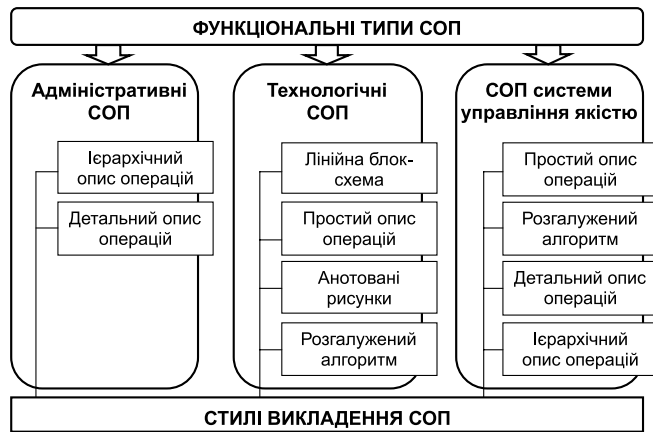 ФУНКЦІОНАЛЬНІ ТИПИ СОП
Адміністративні
СОП
Ієрархічний
опис операцій
Детальний опис
операцій
Технологічні
СОП
Лінійна блок-
схема
Простий опис
операцій
Анотовані
рисунки
Розгалужений
алгоритм
СОП системи
управління якістю
Простий опис
операцій
Розгалужений
алгоритм
Детальний опис
операцій
Ієрархічний
опис операцій
СТИЛІ ВИКЛАДЕННЯ СОП